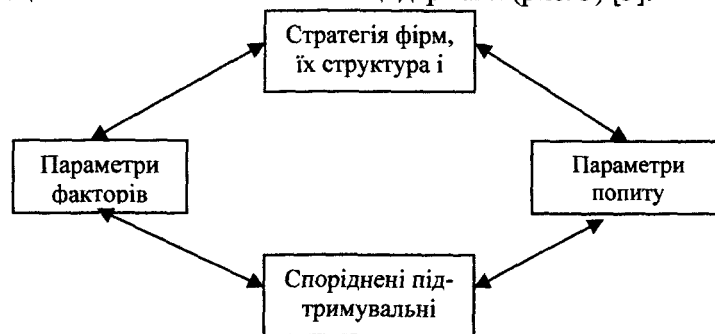 Стратегія фірм,
їх структура і
Параметри
факторів
Параметри
попиту
Споріднені під-
тримувальні